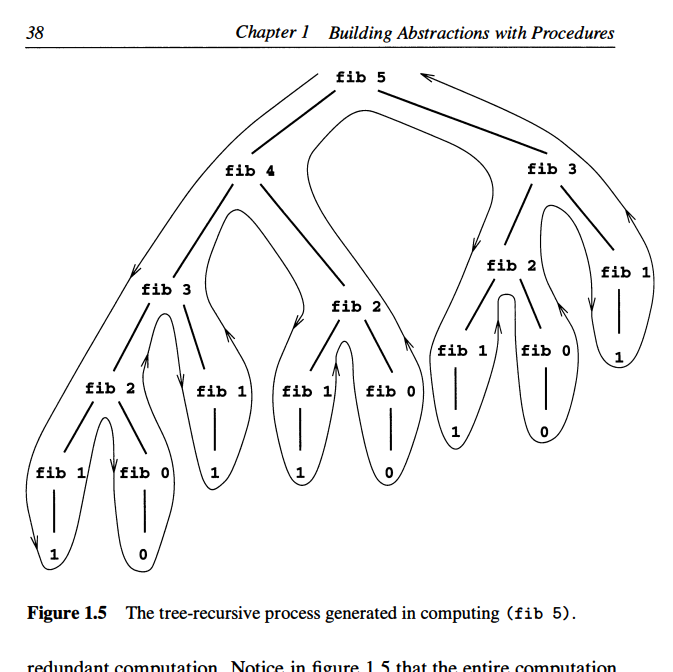 38 Chapter 1 Building Abstractions with Procedures
fib 5
fib 4 fib 3
fib 2 fib 1
fib 3 fib 2
1
fib 1 fib 0
fib 2 fib 1 fib 1 fib 0
1 0
fib 1 fib 0 1 1 0
1 0
Figure 1.5 The tree-recursive process generated in computing (fib 5).
redundant computation. Notice in figure 1.5 that the entire computation